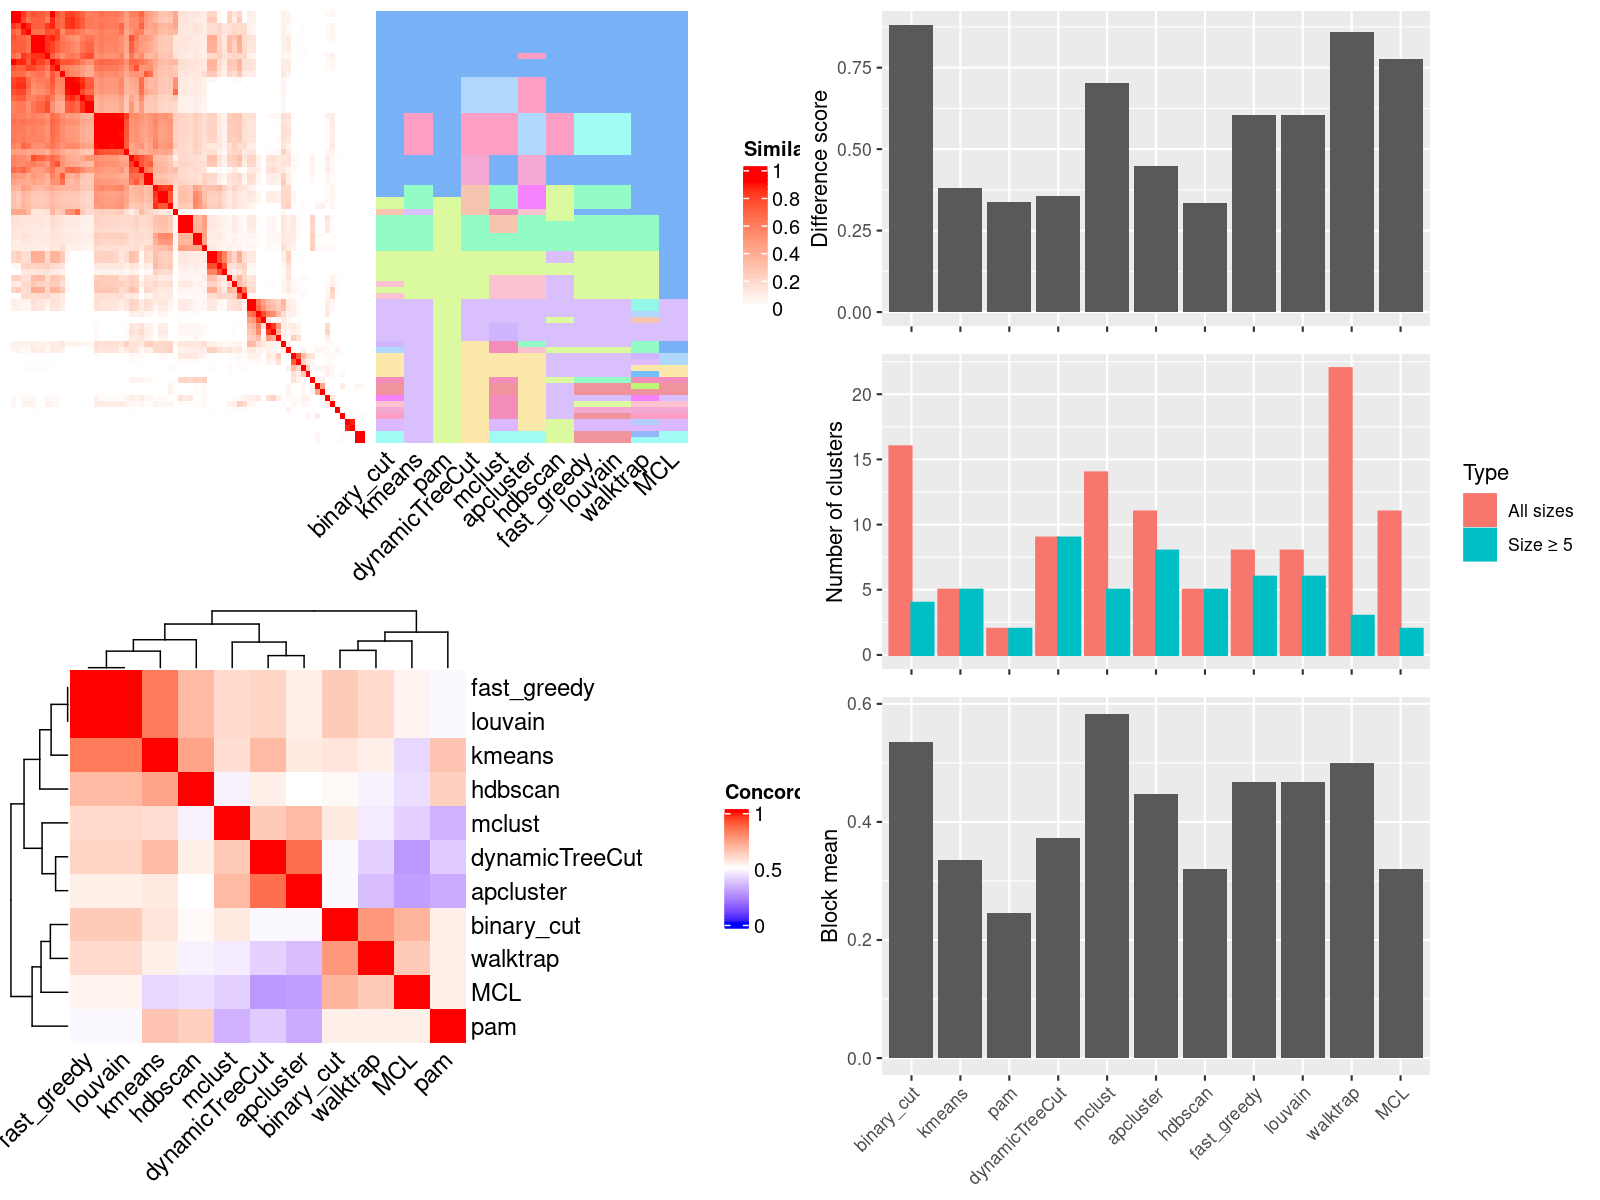 Simila
1
0.8
0.6
0.4
0.2
0
binary_cut
kmeans
pam
dynamicTreeCut
mclust
apcluster
hdbscan
fast_greedy
louvain
walktrap
MCL
fast_greedy
louvain
kmeans
hdbscan
mclust
dynamicTreeCut
apcluster
binary_cut
walktrap
MCL
pam
fast_greedy
louvain
kmeans
hdbscan
mclust
dynamicTreeCut
apcluster
binary_cut
walktrap
MCL
pam
Concord
1
0.5
0
Difference score
0.75
0.50
0.25
0.00
Number of clusters
20
15
10
5
0
Type
All sizes
Size ≥ 5
Block mean
0.6
0.4
0.2
0.0
binary_cut
kmeans
pam
dynamicTreeCut
mclust
apcluster
hdbscan
fast_greedy
louvain
walktrap
MCL